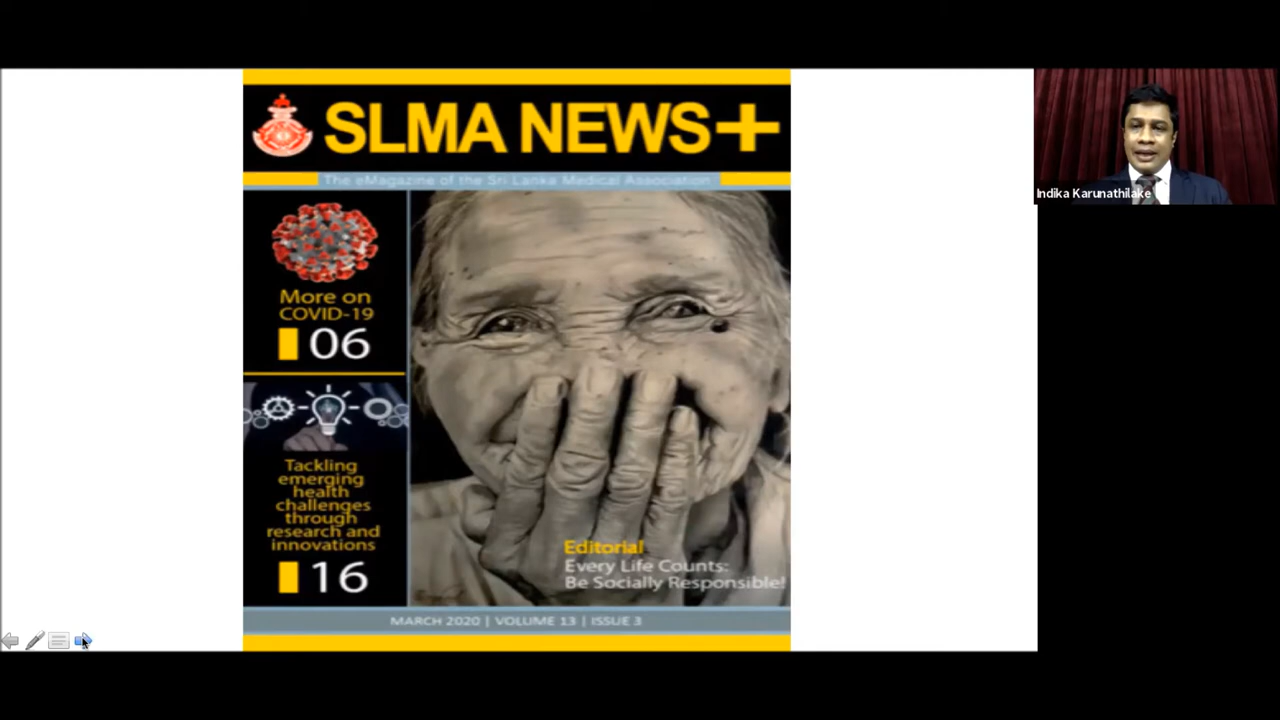 SLMA NEWS+
The eMagazine of the Sri Lanka Medical Association
More on
COVID-19
06
Tackling
emerging
health
challenges
through
research and
innovations
16
Editorial
Every Life Counts:
Be Socially Responsible!
MARCH 2020 | VOLUME 13 | ISSUE 3
Indika Karunathilake